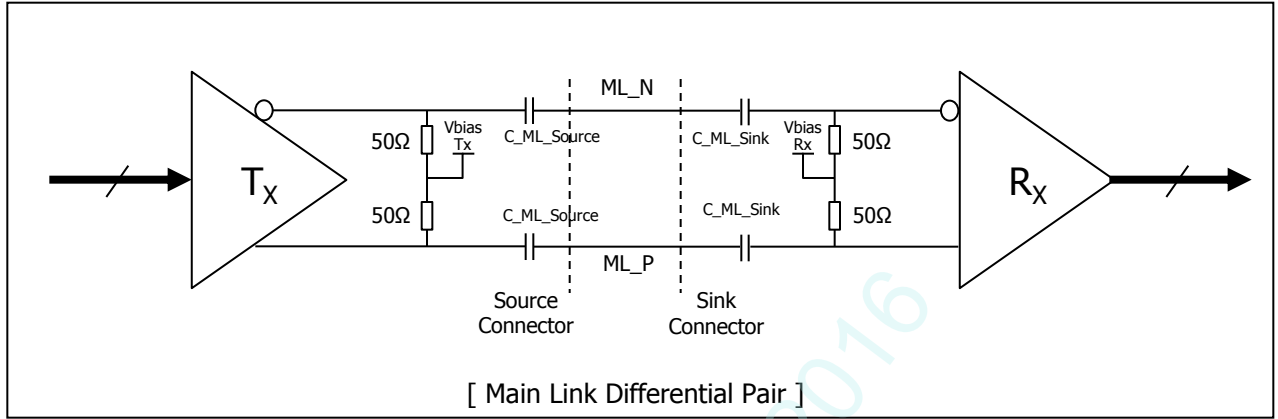 ML_N
50Ω
Vbias
Tx
C_ML_Source
C_ML_Sink
Vbias
Rx
50Ω
TX
RX
50Ω
C_ML_Source
C_ML_Sink
50Ω
ML_P
Source
Connector
Sink
Connector
[ Main Link Differential Pair ]
2016